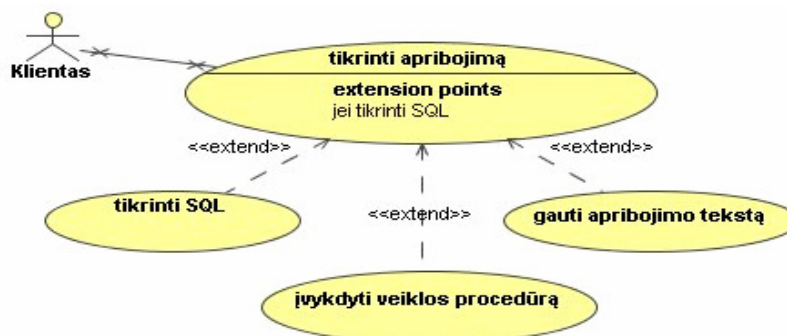 Klientas
tikrinti apribojimą
extension points
jei tikrinti SQL
<<extend>>
<<extend>>
<<extend>>
tikrinti SQL
gauti apribojimo tekstą
įvykdyti veiklos procedūrą